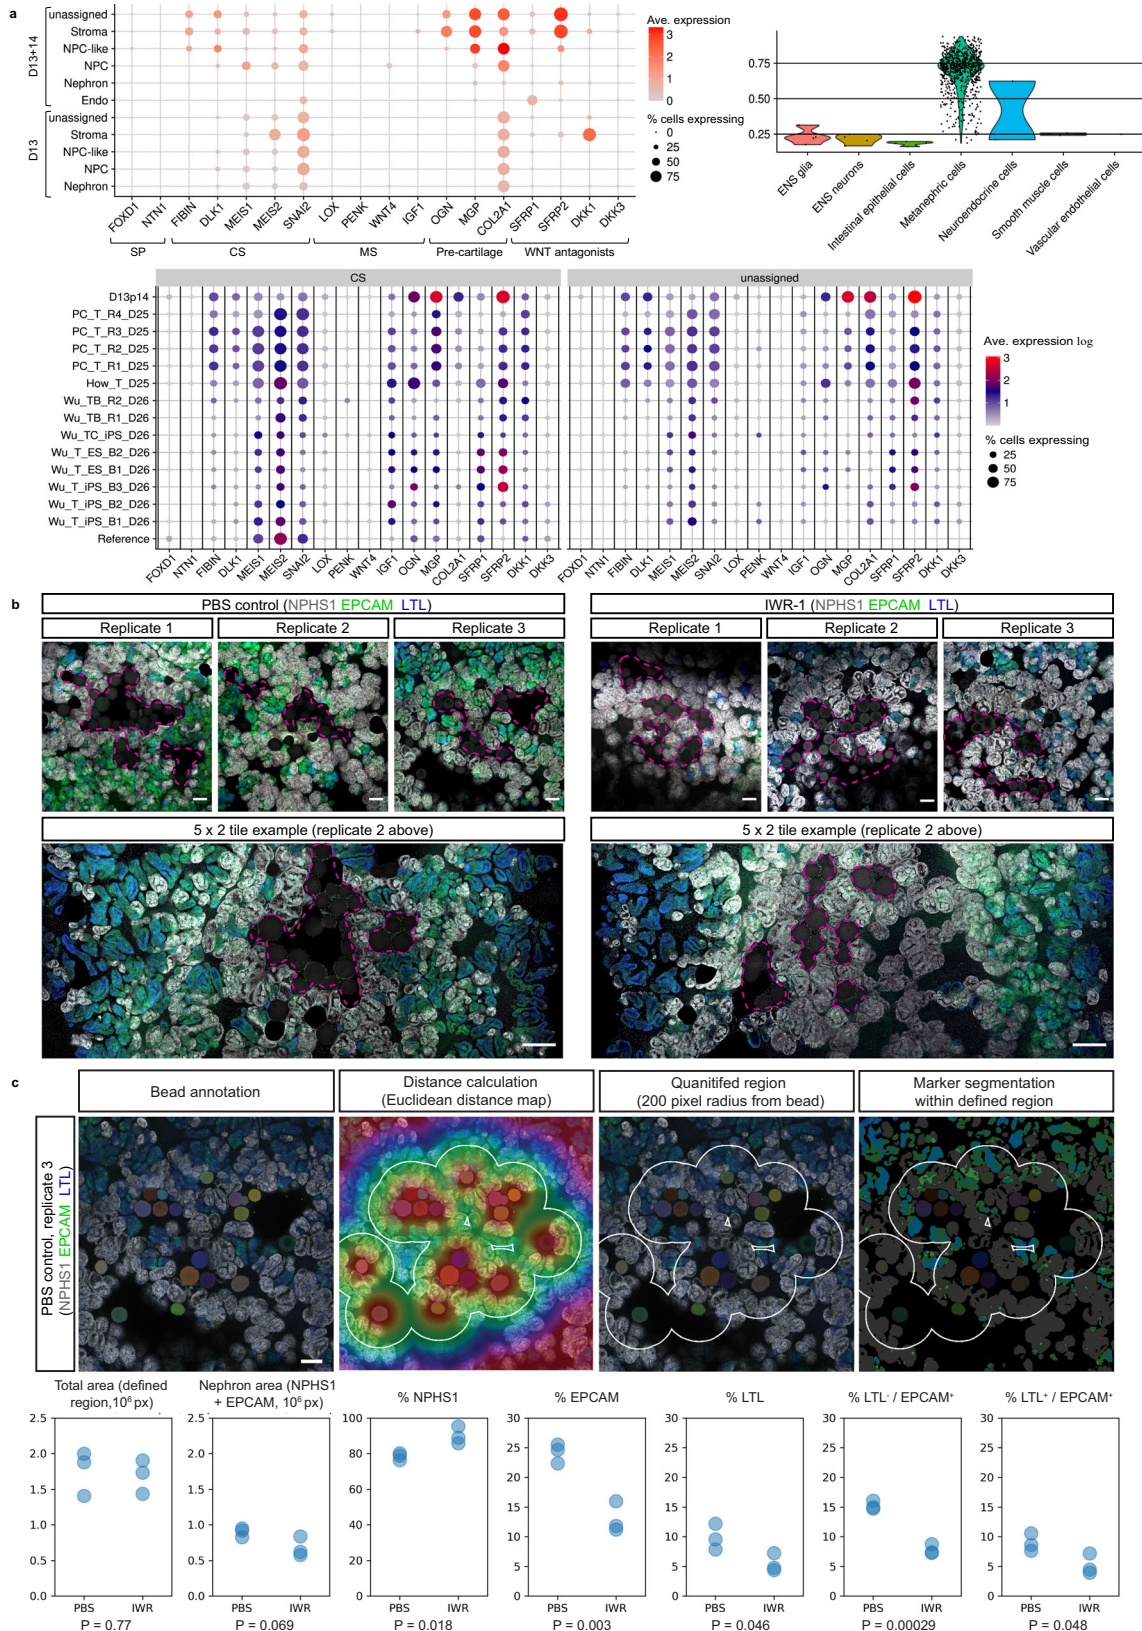 a
D13+14
unassigned
Stroma
NPC-like
NPC
Nephron
Endo
D13
unassigned
Stroma
NPC-like
NPC
Nephron
FOXD1 NTN1 FIBIN DLK1 MEIS1 MEIS2 SNAI2 LOX PENK WNT4 IGF1 OGN MGP COL2A1 SFRP1 SFRP2 DKK1 DKK3
SP CS MS Pre-cartilage WNT antagonists
Ave. expression
3
2
1
0
% cells expressing
0
25
50
75
0.75
0.50
0.25
ENS glia
ENS neurons
Intestinal epithelial cells
Metanephric cells
Neuroendocrine cells
Smooth muscle cells
Vascular endothelial cells
CS unassigned
D13p14
PC_T_R4_D25
PC_T_R3_D25
PC_T_R2_D25
PC_T_R1_D25
How_T_D25
Wu_TB_R2_D26
Wu_TB_R1_D26
Wu_TC_iPS_D26
Wu_T_ES_B2_D26
Wu_T_ES_B1_D26
Wu_T_iPS_B3_D26
Wu_T_iPS_B2_D26
Wu_T_iPS_B1_D26
Reference
FOXD1 NTN1 FIBIN DLK1 MEIS1 MEIS2 SNAI2 LOX PENK WNT4 IGF1 OGN MGP COL2A1 SFRP1 SFRP2 DKK1 DKK3
FOXD1 NTN1 FIBIN DLK1 MEIS1 MEIS2 SNAI2 LOX PENK WNT4 IGF1 OGN MGP COL2A1 SFRP1 SFRP2 DKK1 DKK3
Ave. expression log
3
2
1
% cells expressing
25
50
75
b
PBS control (NPHS1 EPCAM LTL)
Replicate 1 Replicate 2 Replicate 3
5 x 2 tile example (replicate 2 above)
IWR-1 (NPHS1 EPCAM LTL)
Replicate 1 Replicate 2 Replicate 3
5 x 2 tile example (replicate 2 above)
c
PBS control, replicate 3
(NPHS1 EPCAM LTL)
Bead annotation
Distance calculation
(Euclidean distance map)
Quanitifed region
(200 pixel radius from bead)
Marker segmentation
within defined region
Total area (defined
region,10⁶ px)
2.5
2.0
1.5
1.0
0.5
0.0
PBS IWR
P = 0.77
Nephron area (NPHS1
+ EPCAM, 10⁶ px)
2.5
2.0
1.5
1.0
0.5
0.0
PBS IWR
P = 0.069
% NPHS1
100
80
60
40
20
0
PBS IWR
P = 0.018
% EPCAM
30
25
20
15
10
5
0
PBS IWR
P = 0.003
% LTL
30
25
20
15
10
5
0
PBS IWR
P = 0.046
% LTL⁻ / EPCAM⁺
30
25
20
15
10
5
0
PBS IWR
P = 0.00029
% LTL⁺ / EPCAM⁺
30
25
20
15
10
5
0
PBS IWR
P = 0.048